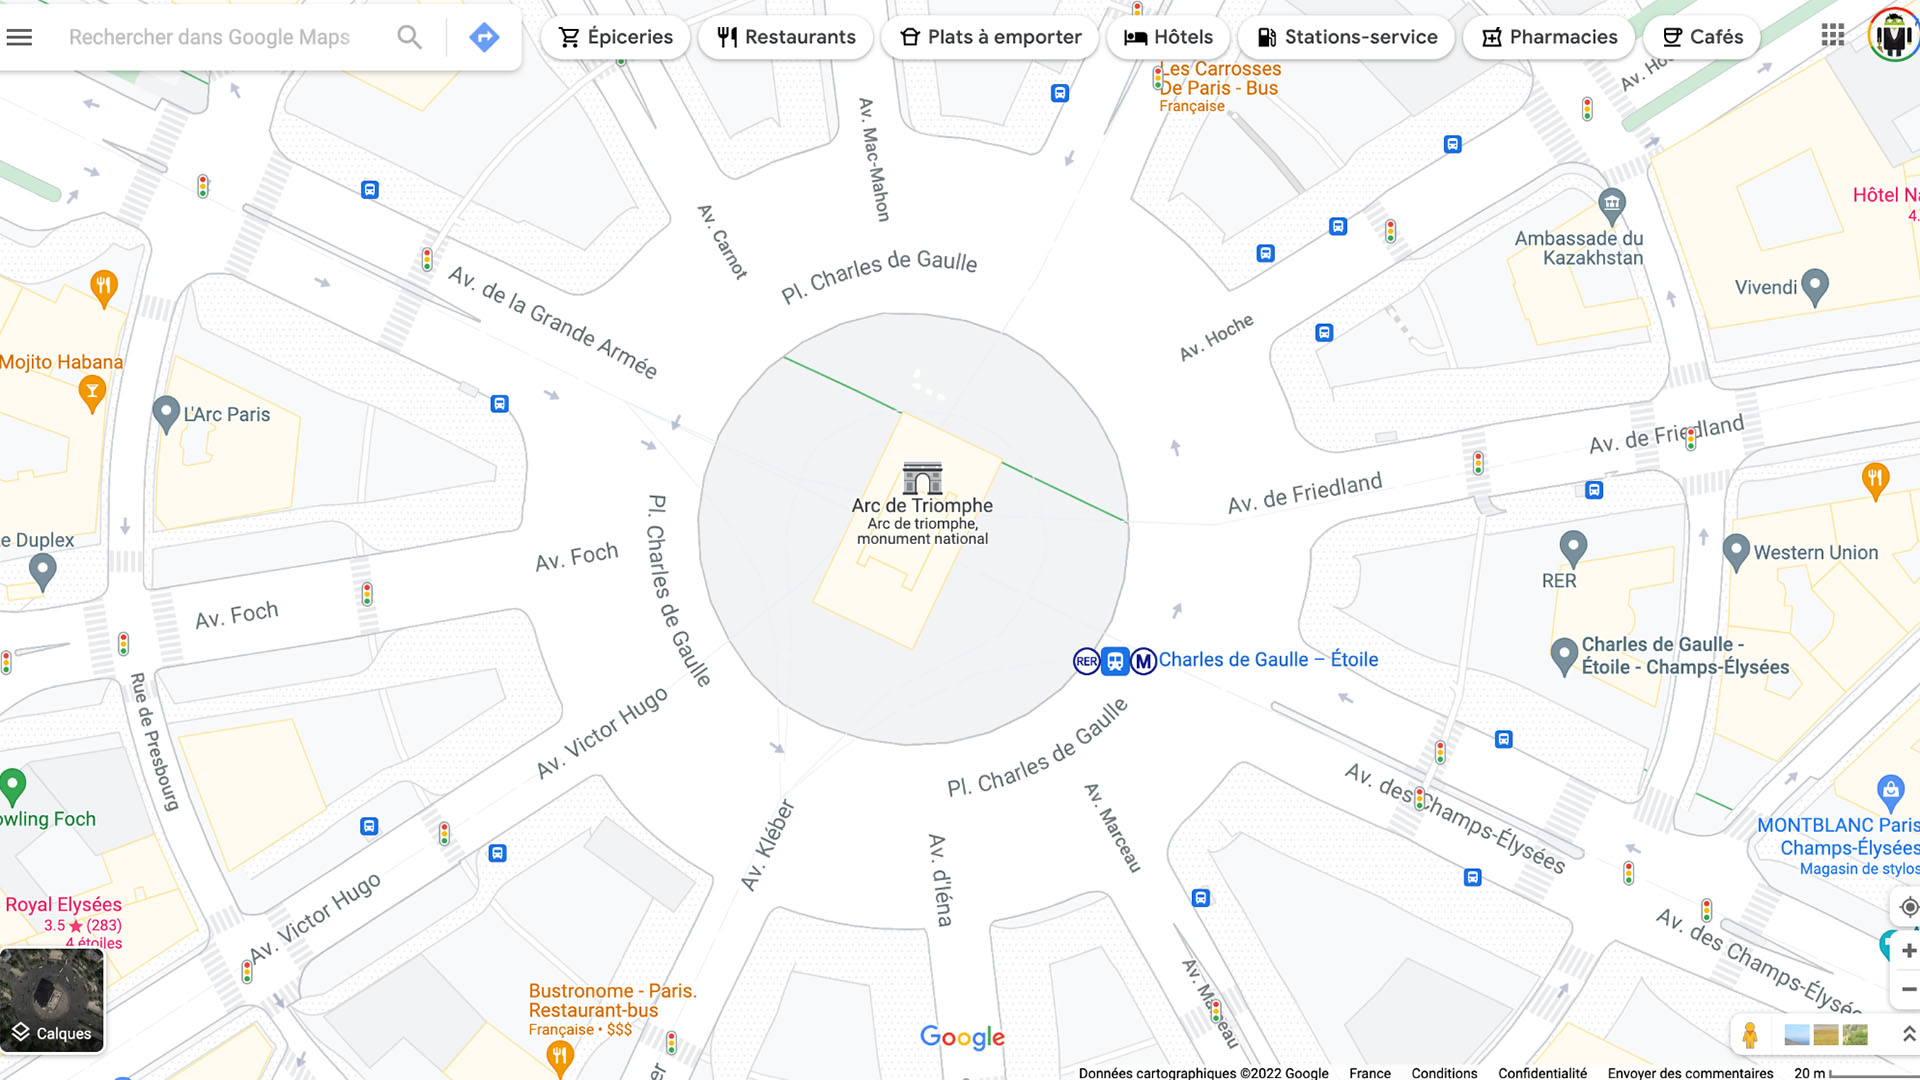 Rechercher dans Google Maps
Épiceries
Restaurants
Plats à emporter
Hôtels
Stations-service
Pharmacies
Cafés
Les Carrosses
De Paris - Bus
Française
Av. Mac-Mahon
Av. Carnot
Pl. Charles de Gaulle
Av. de la Grande Armée
Av. Hoche
Ambassade du
Kazakhstan
Hôtel Na
4.
Vivendi
Mojito Habana
L'Arc Paris
Av. de Friedland
Av. de Friedland
Arc de Triomphe
Arc de triomphe,
monument national
e Duplex
Av. Foch
Av. Foch
Pl. Charles de Gaulle
RER
Western Union
RER
M
Charles de Gaulle – Étoile
Charles de Gaulle -
Étoile - Champs-Élysées
Rue de Presbourg
Av. Victor Hugo
Pl. Charles de Gaulle
Av. des Champs-Élysées
owling Foch
Av. Kléber
Av. d'Iéna
Av. Marceau
MONTBLANC Paris
Champs-Élysées
Magasin de stylos
Royal Elysées
3.5 ★ (283)
4 étoiles
Av. Victor Hugo
Av. des Champs-Élysée
Bustronome - Paris.
Restaurant-bus
Française • $$$
Av. Marceau
Calques
Google
er
Données cartographiques ©2022 Google
France
Conditions
Confidentialité
Envoyer des commentaires
20 m